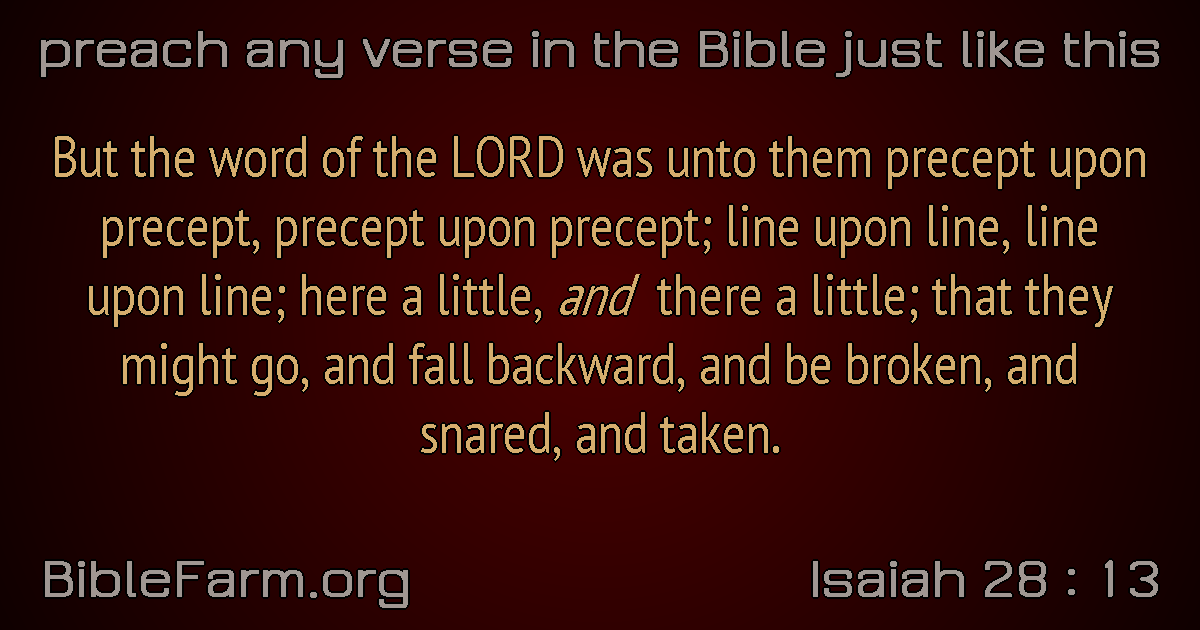 preach any verse in the Bible just like this
But the word of the LORD was unto them precept upon
precept, precept upon precept; line upon line, line
upon line; here a little, and there a little; that they
might go, and fall backward, and be broken, and
snared, and taken.
BibleFarm.org
Isaiah 28 : 13